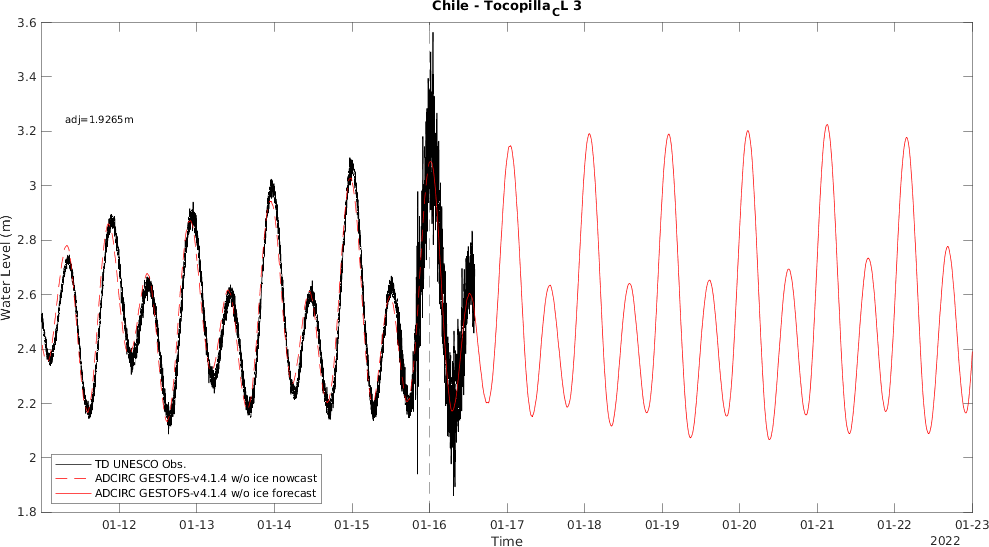 Chile - Tocopilla_CL 3
3.6
3.4
3.2
3
2.8
2.6
2.4
2.2
2
1.8
Water Level (m)
adj=1.9265m
TD UNESCO Obs.
ADCIRC GESTOFS-v4.1.4 w/o ice nowcast
ADCIRC GESTOFS-v4.1.4 w/o ice forecast
01-12 01-13 01-14 01-15 01-16 01-17 01-18 01-19 01-20 01-21 01-22 01-23
Time
2022